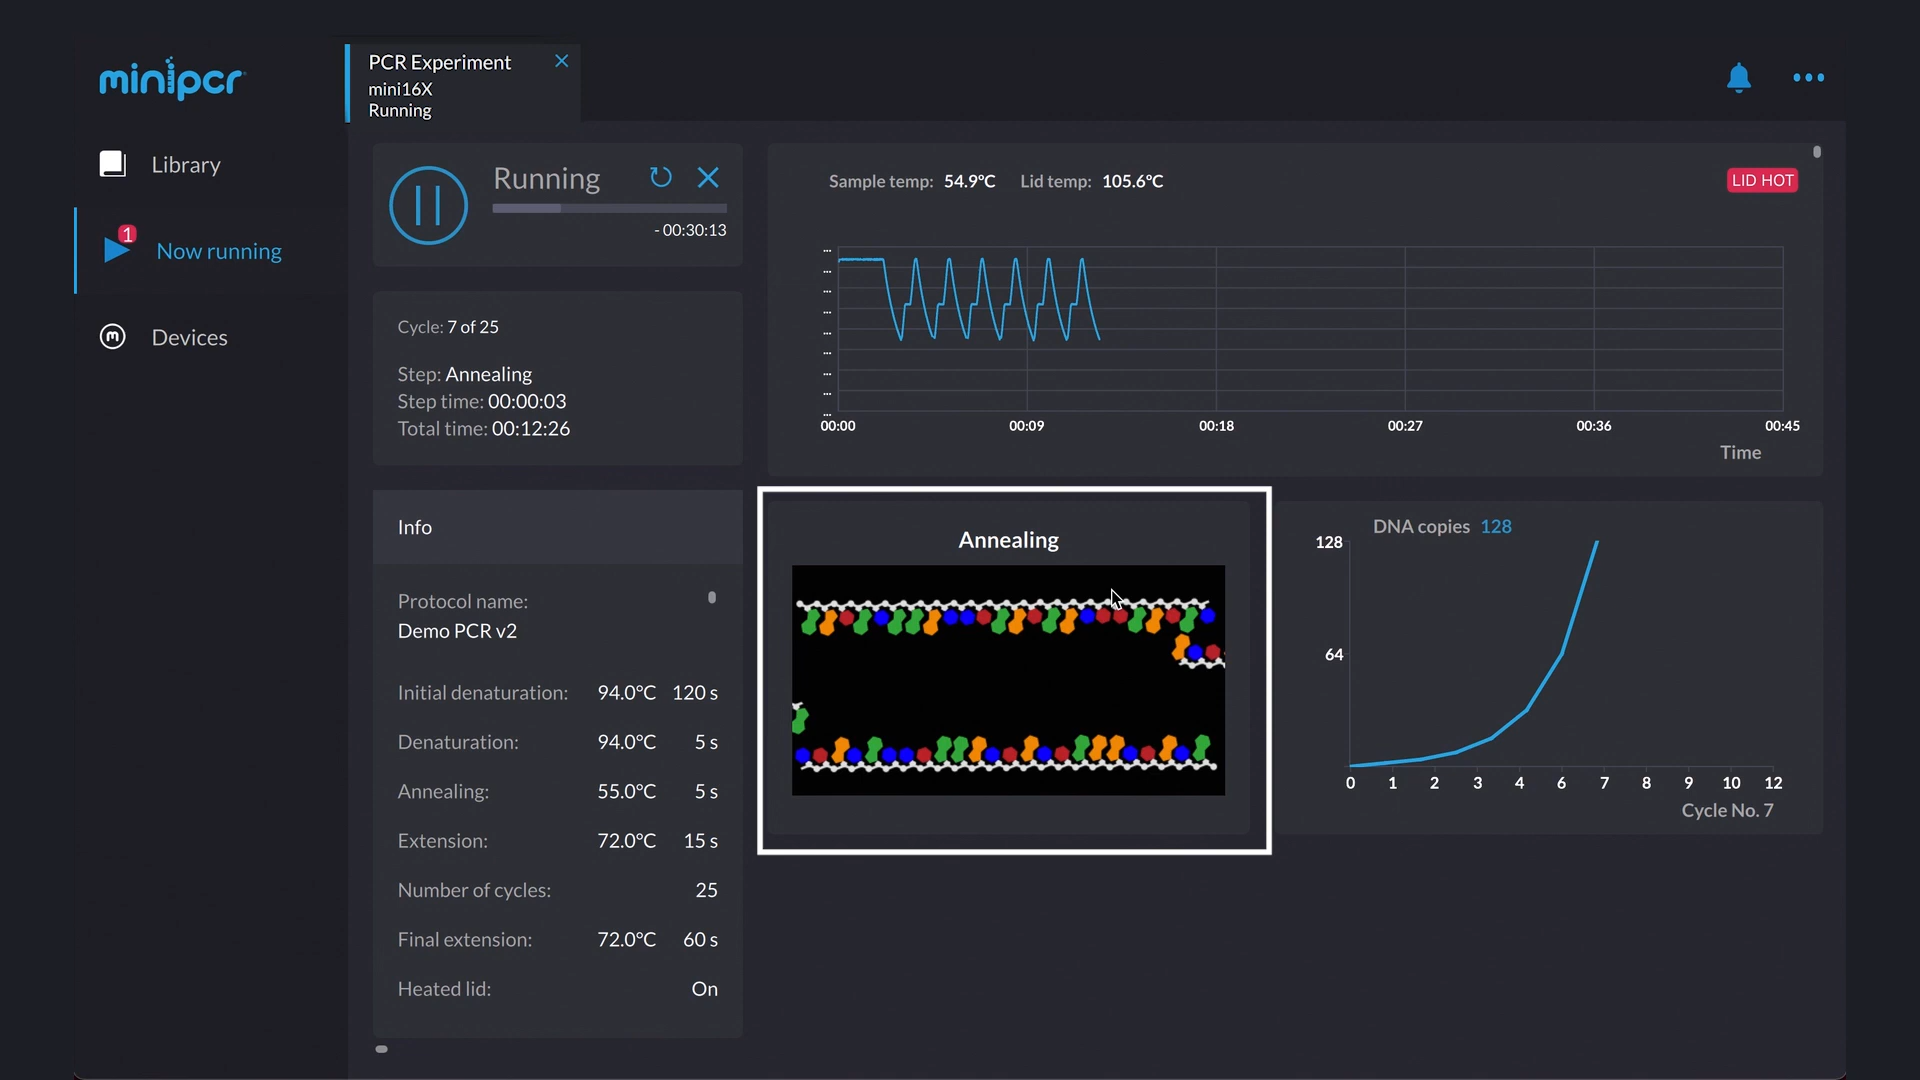 minipcr
PCR Experiment
mini16X
Running
Library
1
Now running
Devices
Running
- 00:30:13
Cycle: 7 of 25
Step: Annealing
Step time: 00:00:03
Total time: 00:12:26
Sample temp: 54.9°C Lid temp: 105.6°C
LID HOT
...
...
...
...
...
...
...
...
...
00:00 00:09 00:18 00:27 00:36 00:45
Time
Info
Protocol name:
Demo PCR v2
Initial denaturation: 94.0°C 120 s
Denaturation: 94.0°C 5 s
Annealing: 55.0°C 5 s
Extension: 72.0°C 15 s
Number of cycles: 25
Final extension: 72.0°C 60 s
Heated lid: On
Annealing
DNA copies 128
128
64
0 1 2 3 4 6 7 8 9 10 12
Cycle No. 7